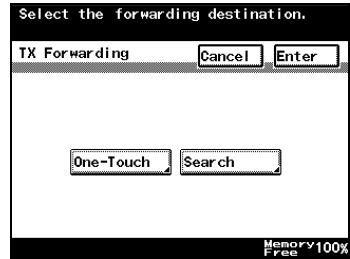 Select the forwarding destination.
TX Forwarding Cancel Enter
One-Touch Search
Memory Free 100%